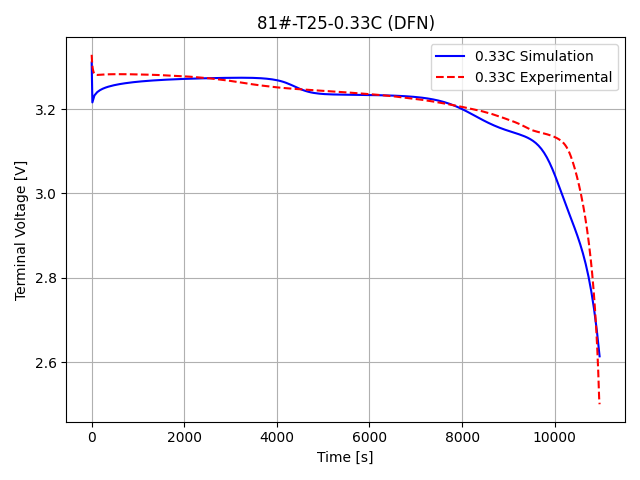 81#-T25-0.33C (DFN)
0.33C Simulation
0.33C Experimental
Terminal Voltage [V]
3.2
3.0
2.8
2.6
0 2000 4000 6000 8000 10000
Time [s]